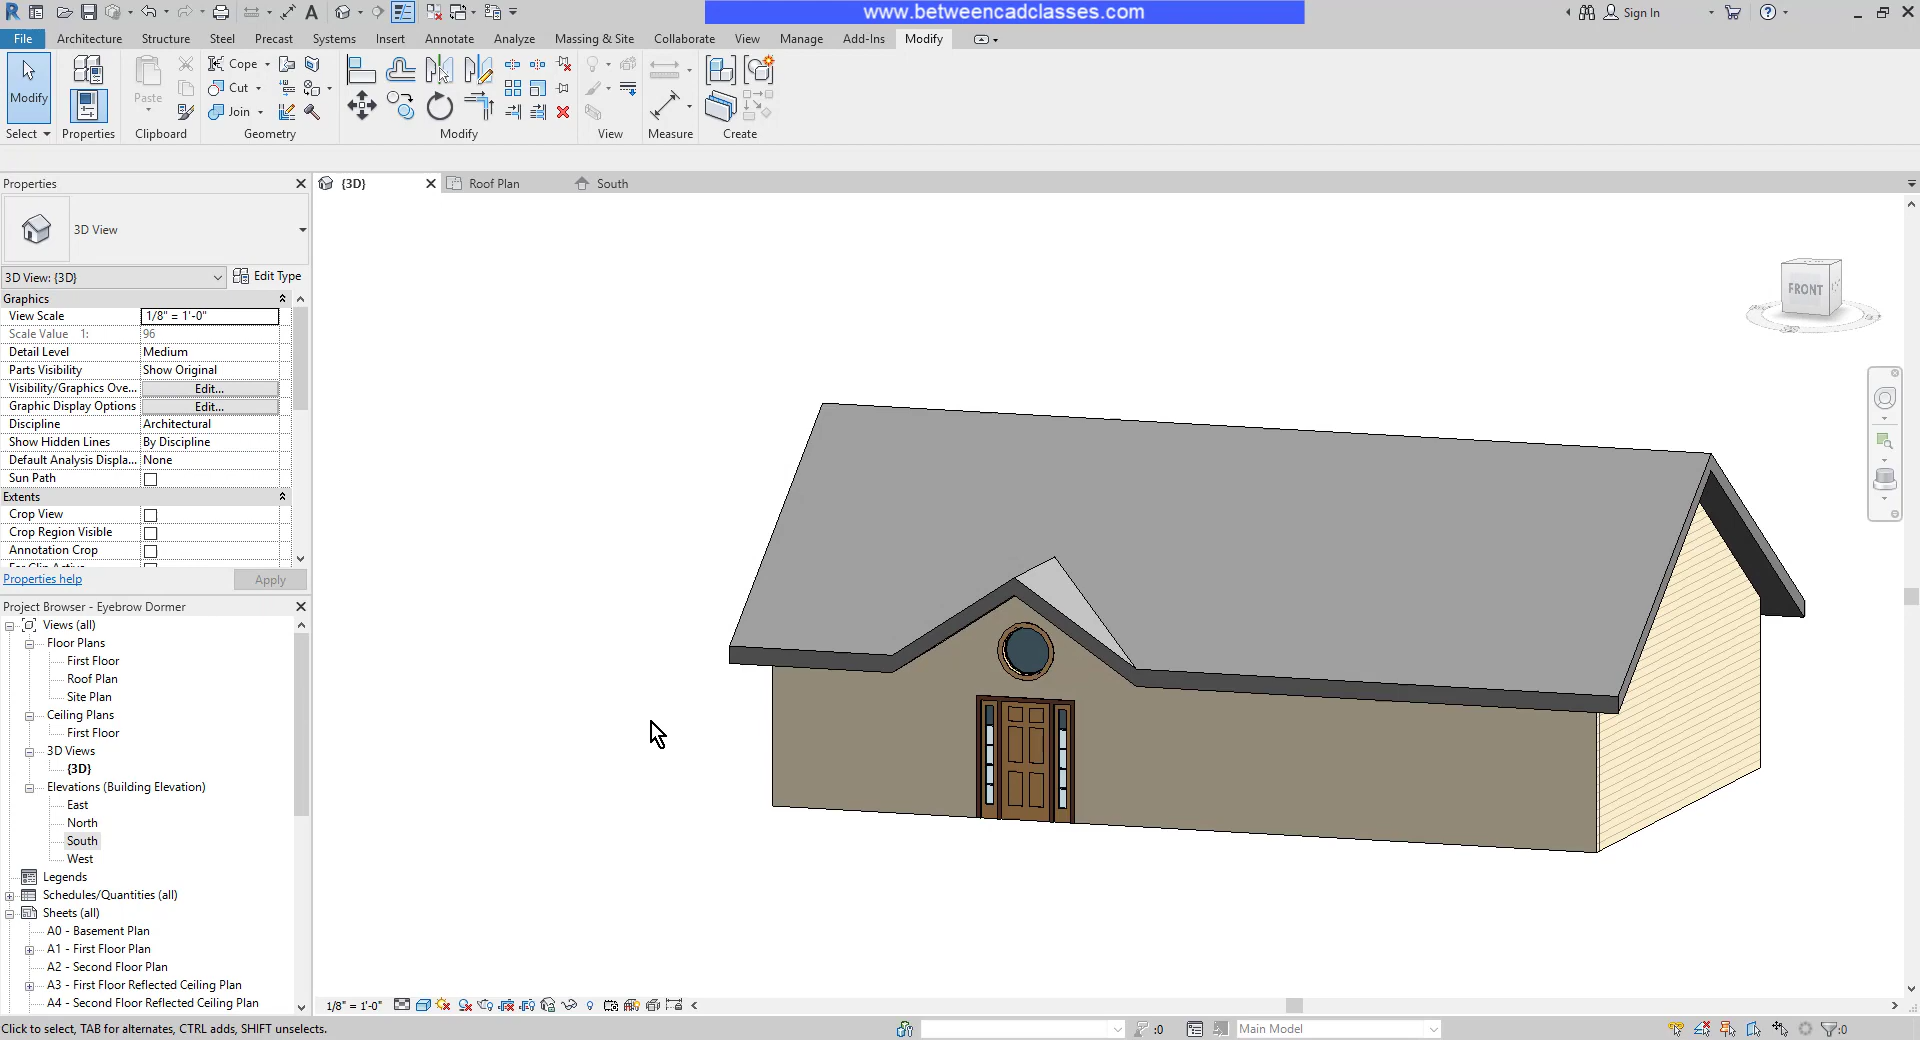 www.betweencadclasses.com
Sign In
File Architecture Structure Steel Precast Systems Insert Annotate Analyze Massing & Site Collaborate View Manage Add-Ins Modify
Modify
Paste
Cope
Cut
Join
Select Properties Clipboard Geometry Modify View Measure Create
Properties
{3D} Roof Plan South
3D View
3D View: {3D} Edit Type
Graphics
View Scale 1/8" = 1'-0"
Scale Value 1: 96
Detail Level Medium
Parts Visibility Show Original
Visibility/Graphics Ove... Edit...
Graphic Display Options Edit...
Discipline Architectural
Show Hidden Lines By Discipline
Default Analysis Displa... None
Sun Path
Extents
Crop View
Crop Region Visible
Annotation Crop
Properties help Apply
Project Browser - Eyebrow Dormer
Views (all)
Floor Plans
First Floor
Roof Plan
Site Plan
Ceiling Plans
First Floor
3D Views
{3D}
Elevations (Building Elevation)
East
North
South
West
Legends
Schedules/Quantities (all)
Sheets (all)
A0 - Basement Plan
A1 - First Floor Plan
A2 - Second Floor Plan
A3 - First Floor Reflected Ceiling Plan
A4 - Second Floor Reflected Ceiling Plan
FRONT
1/8" = 1'-0"
Click to select, TAB for alternates, CTRL adds, SHIFT unselects.
:0
Main Model
:0